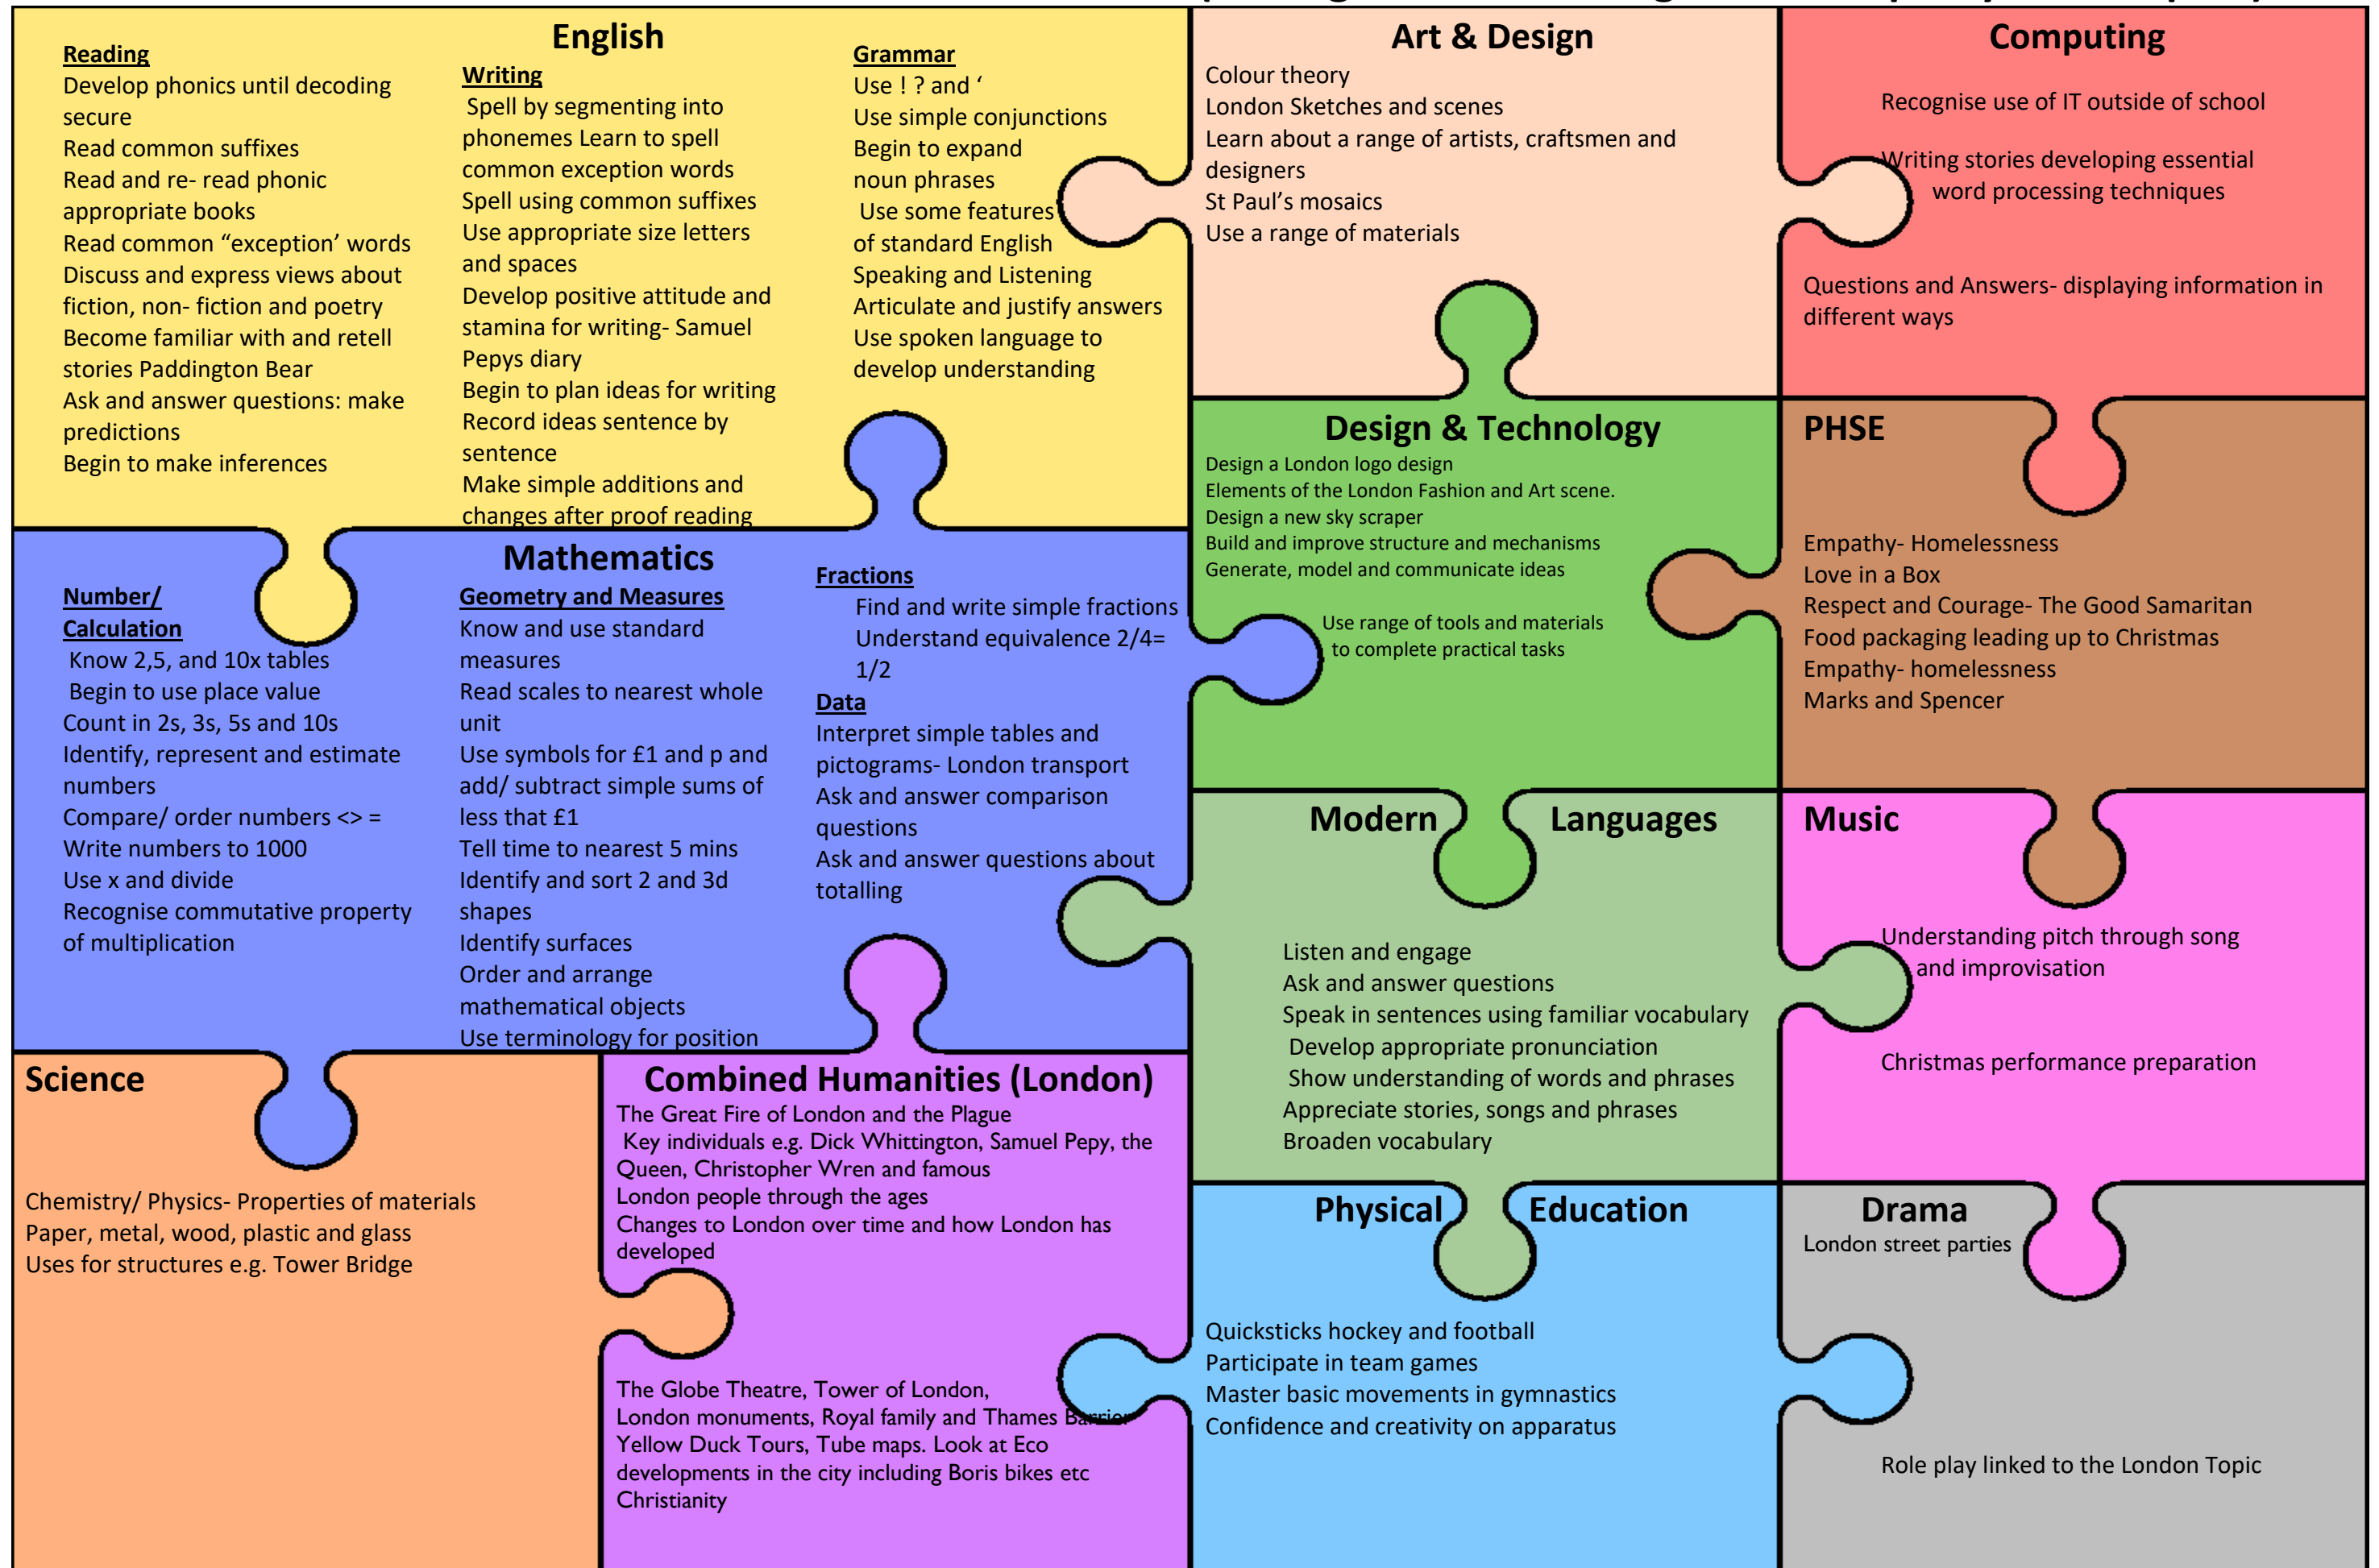 English
Reading
Develop phonics until decoding
secure
Read common suffixes
Read and re- read phonic
appropriate books
Read common “exception’ words
Discuss and express views about
fiction, non- fiction and poetry
Become familiar with and retell
stories Paddington Bear
Ask and answer questions: make
predictions
Begin to make inferences
Writing
Spell by segmenting into
phonemes Learn to spell
common exception words
Spell using common suffixes
Use appropriate size letters
and spaces
Develop positive attitude and
stamina for writing- Samuel
Pepys diary
Begin to plan ideas for writing
Record ideas sentence by
sentence
Make simple additions and
changes after proof reading
Grammar
Use ! ? and ‘
Use simple conjunctions
Begin to expand
noun phrases
Use some features
of standard English
Speaking and Listening
Articulate and justify answers
Use spoken language to
develop understanding
Art & Design
Colour theory
London Sketches and scenes
Learn about a range of artists, craftsmen and
designers
St Paul’s mosaics
Use a range of materials
Computing
Recognise use of IT outside of school
Writing stories developing essential
word processing techniques
Questions and Answers- displaying information in
different ways
Design & Technology
Design a London logo design
Elements of the London Fashion and Art scene.
Design a new sky scraper
Build and improve structure and mechanisms
Generate, model and communicate ideas
Use range of tools and materials
to complete practical tasks
PHSE
Empathy- Homelessness
Love in a Box
Respect and Courage- The Good Samaritan
Food packaging leading up to Christmas
Empathy- homelessness
Marks and Spencer
Mathematics
Number/
Calculation
Know 2,5, and 10x tables
Begin to use place value
Count in 2s, 3s, 5s and 10s
Identify, represent and estimate
numbers
Compare/ order numbers <> =
Write numbers to 1000
Use x and divide
Recognise commutative property
of multiplication
Geometry and Measures
Know and use standard
measures
Read scales to nearest whole
unit
Use symbols for £1 and p and
add/ subtract simple sums of
less that £1
Tell time to nearest 5 mins
Identify and sort 2 and 3d
shapes
Identify surfaces
Order and arrange
mathematical objects
Use terminology for position
Fractions
Find and write simple fractions
Understand equivalence 2/4=
1/2
Data
Interpret simple tables and
pictograms- London transport
Ask and answer comparison
questions
Ask and answer questions about
totalling
Modern Languages
Listen and engage
Ask and answer questions
Speak in sentences using familiar vocabulary
Develop appropriate pronunciation
Show understanding of words and phrases
Appreciate stories, songs and phrases
Broaden vocabulary
Music
Understanding pitch through song
and improvisation
Christmas performance preparation
Science
Chemistry/ Physics- Properties of materials
Paper, metal, wood, plastic and glass
Uses for structures e.g. Tower Bridge
Combined Humanities (London)
The Great Fire of London and the Plague
Key individuals e.g. Dick Whittington, Samuel Pepy, the
Queen, Christopher Wren and famous
London people through the ages
Changes to London over time and how London has
developed
The Globe Theatre, Tower of London,
London monuments, Royal family and Thames Barrier
Yellow Duck Tours, Tube maps. Look at Eco
developments in the city including Boris bikes etc
Christianity
Physical Education
Quicksticks hockey and football
Participate in team games
Master basic movements in gymnastics
Confidence and creativity on apparatus
Drama
London street parties
Role play linked to the London Topic